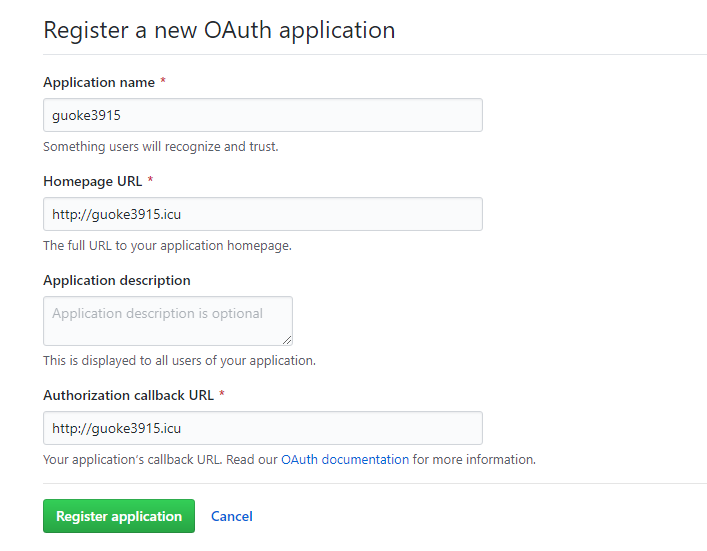 Register a new OAuth application
Application name *
guoke3915
Something users will recognize and trust.
Homepage URL *
http://guoke3915.icu
The full URL to your application homepage.
Application description
Application description is optional
This is displayed to all users of your application.
Authorization callback URL *
http://guoke3915.icu
Your application’s callback URL. Read our OAuth documentation for more information.
Register application Cancel